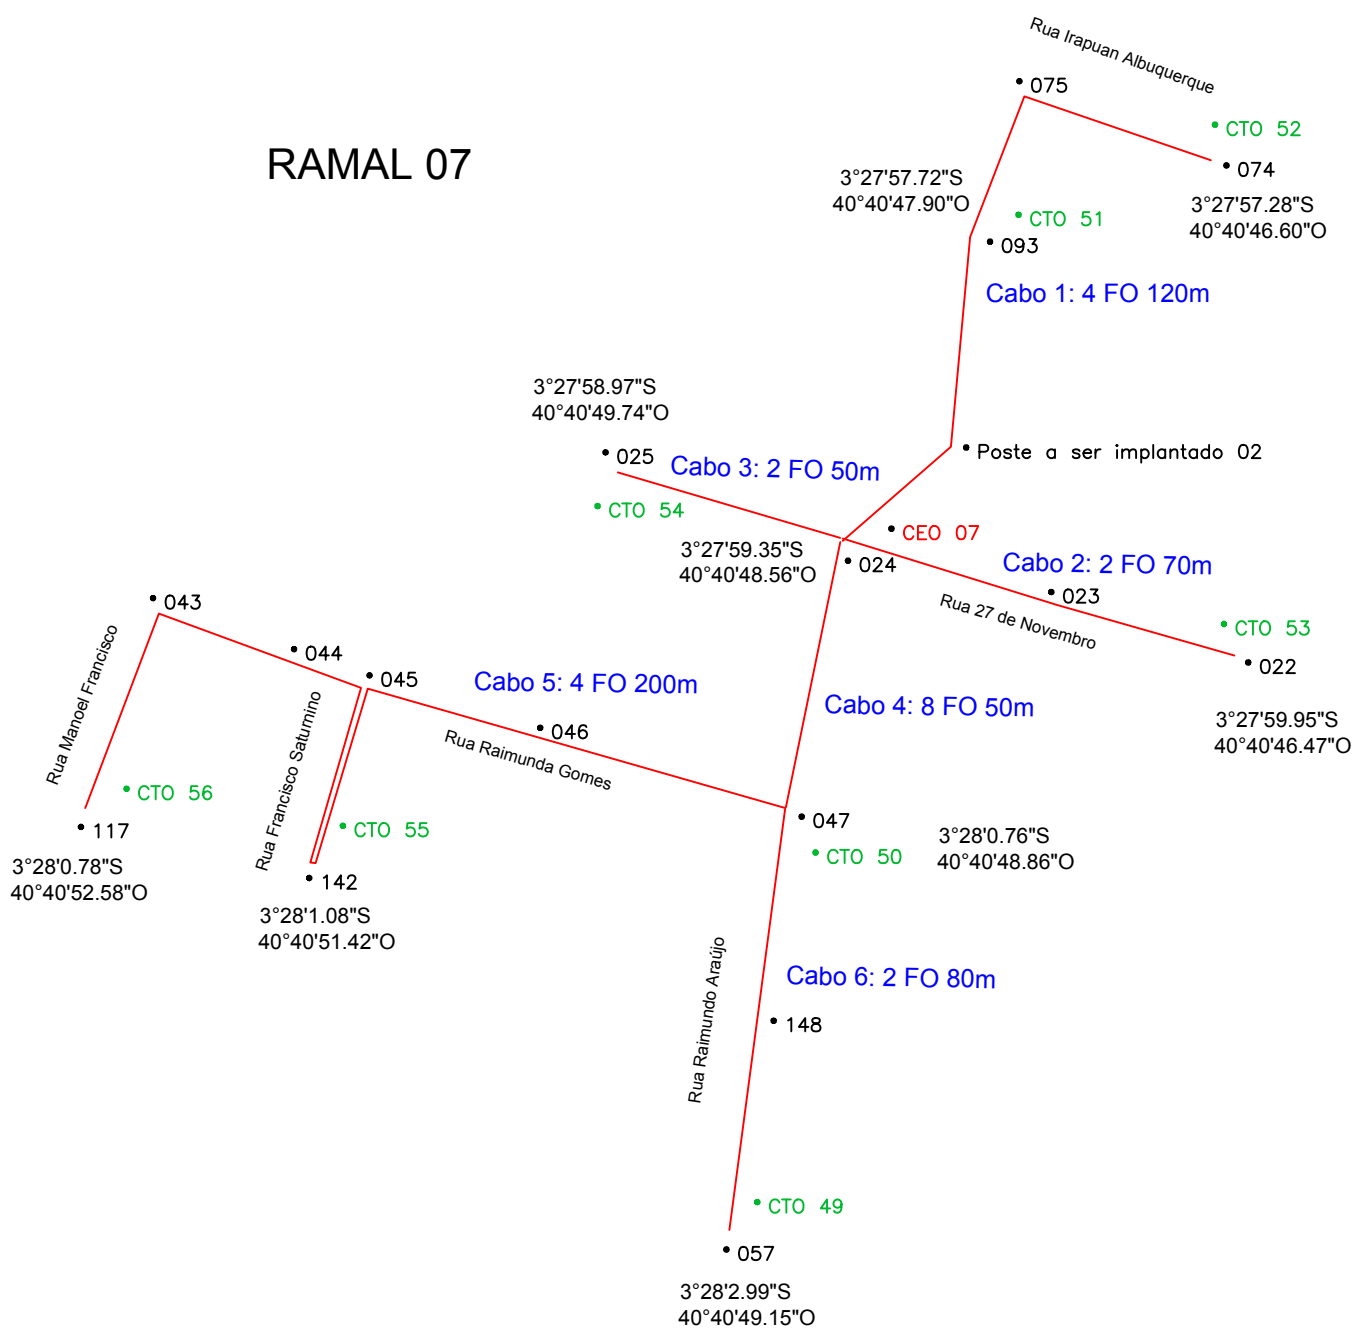 Rua Irapuan Albuquerque
075
CTO 52
RAMAL 07
074
3°27'57.72"S
40°40'47.90"O
3°27'57.28"S
40°40'46.60"O
CTO 51
093
Cabo 1: 4 FO 120m
3°27'58.97"S
40°40'49.74"O
025
Cabo 3: 2 FO 50m
Poste a ser implantado 02
CTO 54
CEO 07
3°27'59.35"S
40°40'48.56"O
024
Cabo 2: 2 FO 70m
023
Rua 27 de Novembro
CTO 53
022
3°27'59.95"S
40°40'46.47"O
043
044
045
Rua Manoel Francisco
Cabo 5: 4 FO 200m
Cabo 4: 8 FO 50m
046
Rua Raimunda Gomes
Rua Francisco Saturnino
CTO 56
117
3°28'0.78"S
40°40'52.58"O
CTO 55
142
3°28'1.08"S
40°40'51.42"O
047
CTO 50
3°28'0.76"S
40°40'48.86"O
Rua Raimundo Araújo
Cabo 6: 2 FO 80m
148
CTO 49
057
3°28'2.99"S
40°40'49.15"O